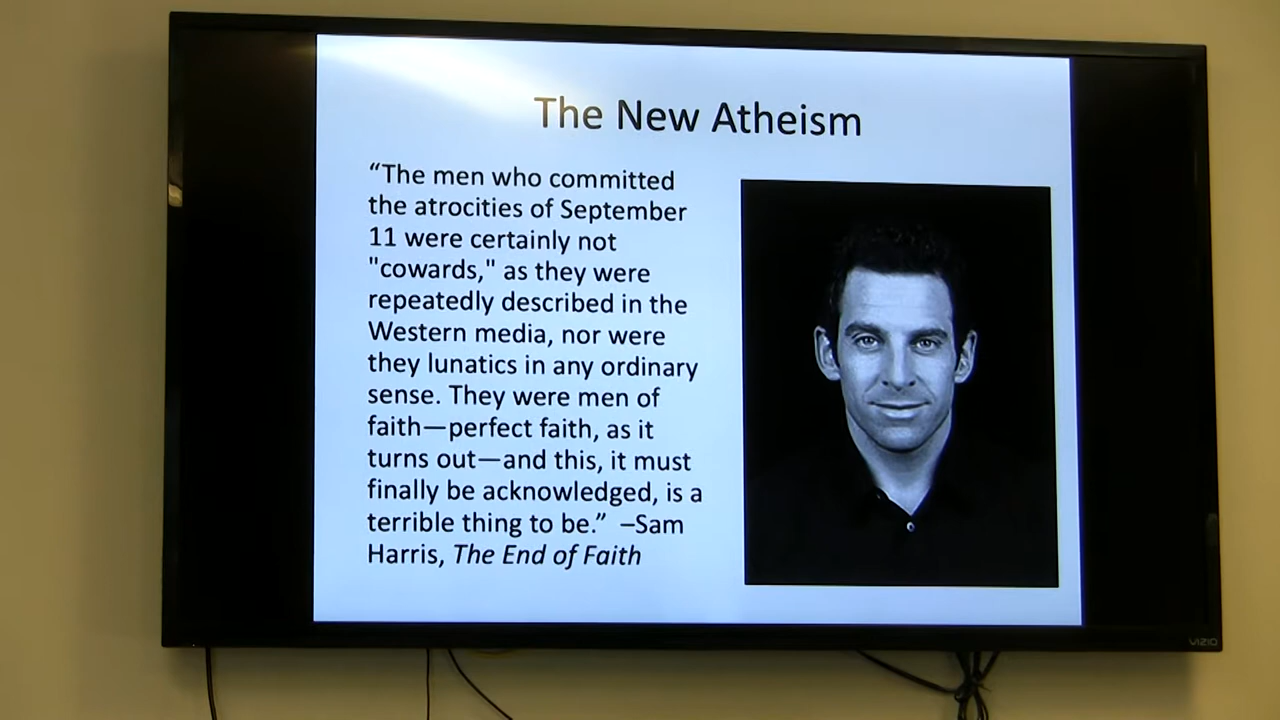 The New Atheism
“The men who committed
the atrocities of September
11 were certainly not
"cowards," as they were
repeatedly described in the
Western media, nor were
they lunatics in any ordinary
sense. They were men of
faith—perfect faith, as it
turns out—and this, it must
finally be acknowledged, is a
terrible thing to be.” –Sam
Harris, The End of Faith
VIZIO